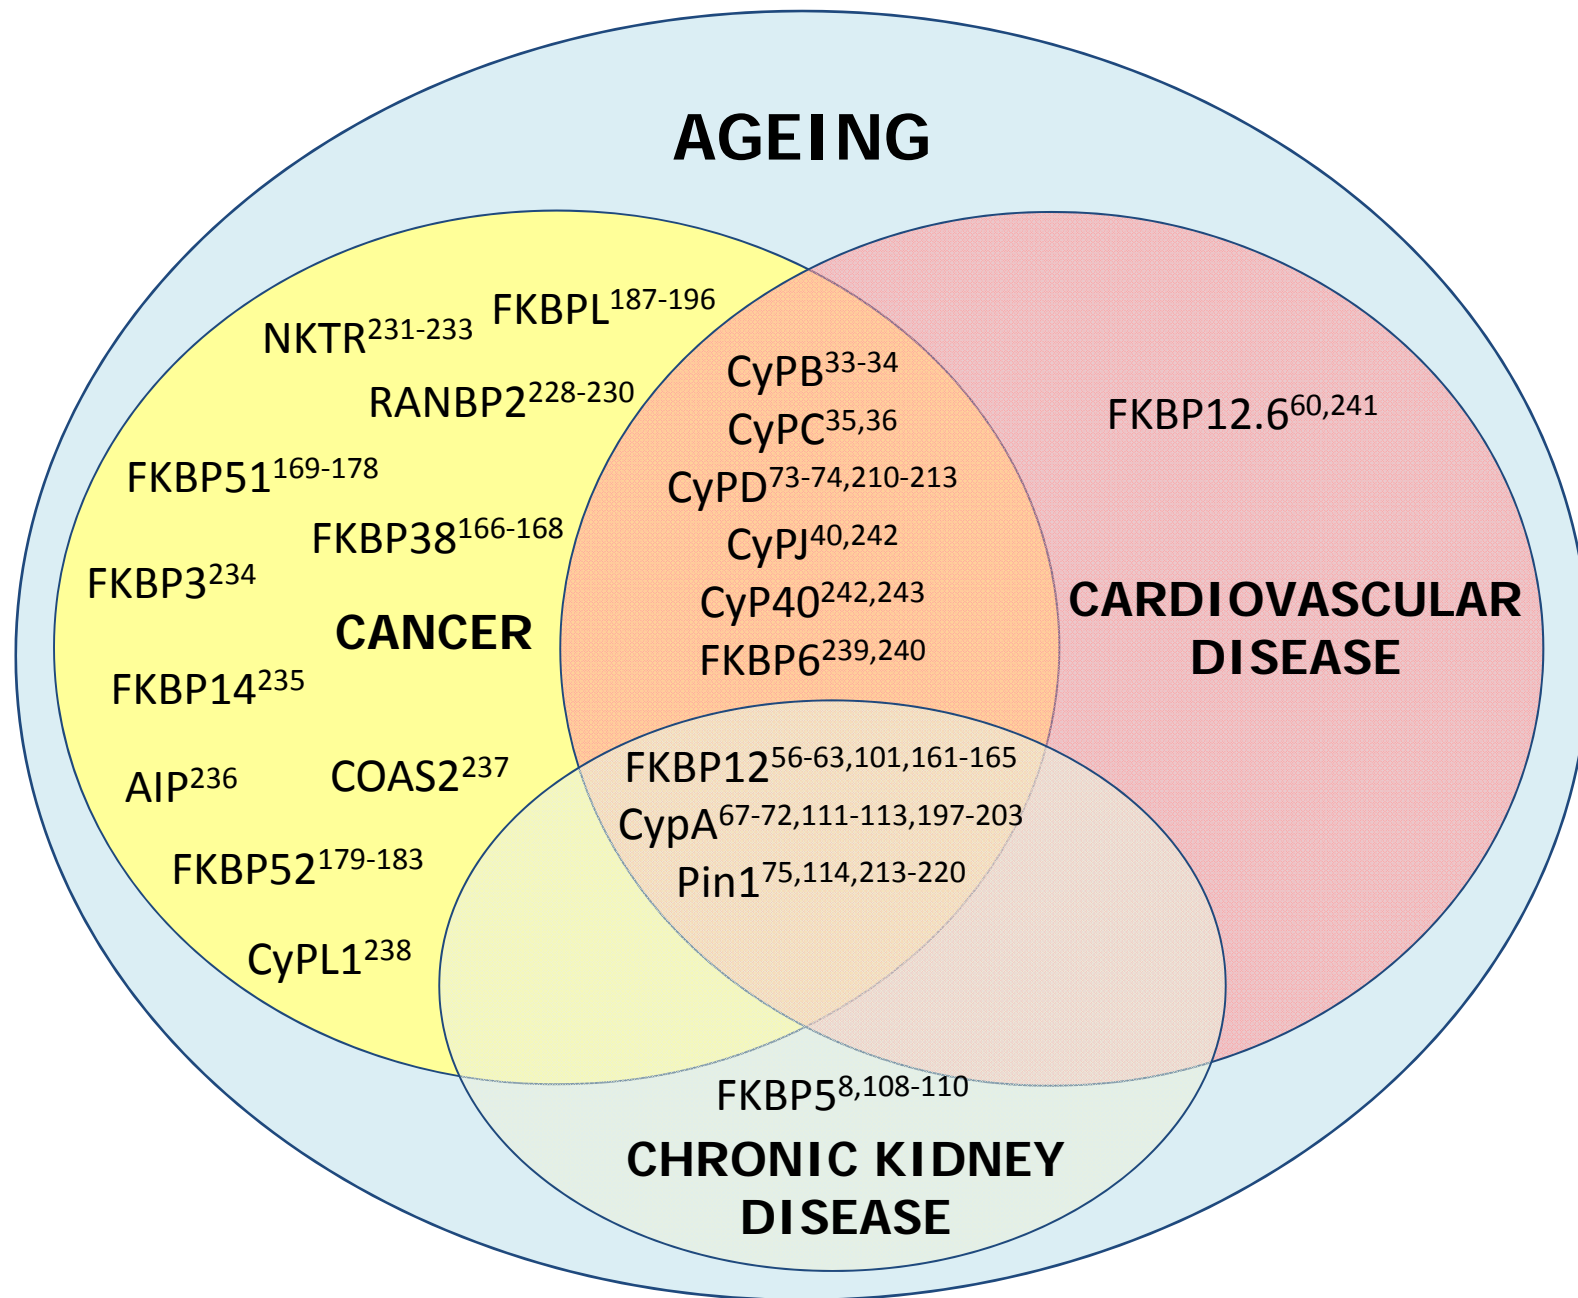 AGEING
FKBPL187-196
NKTR231-233
RANBP2228-230
FKBP51169-178
FKBP38166-168
FKBP3234
CANCER
FKBP14235
AIP236
COAS2237
FKBP52179-183
CyPL1238
CyPB33-34
CyPC35,36
CyPD73-74,210-213
CyPJ40,242
CyP40242,243
FKBP6239,240
FKBP12.660,241
CARDIOVASCULAR
DISEASE
FKBP1256-63,101,161-165
CypA67-72,111-113,197-203
Pin175,114,213-220
FKBP58,108-110
CHRONIC KIDNEY
DISEASE